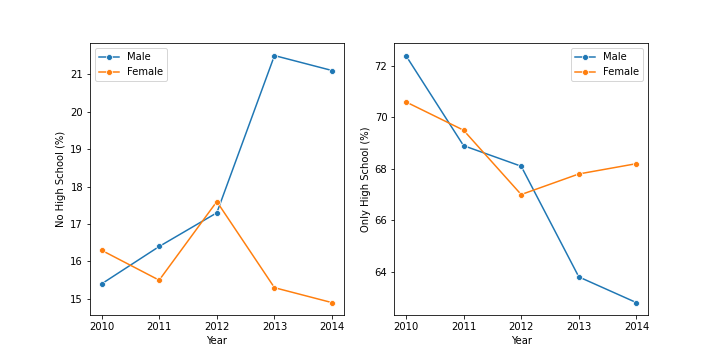 Male
Female
No High School (%)
21
20
19
18
17
16
15
2010
2011
2012
2013
2014
Year
Male
Female
Only High School (%)
72
70
68
66
64
2010
2011
2012
2013
2014
Year